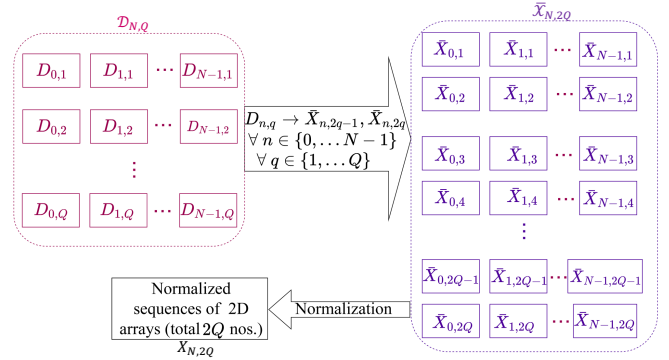 𝒟_{N,Q}
D_{0,1} D_{1,1} ⋯ D_{N−1,1}
D_{0,2} D_{1,2} ⋯ D_{N−1,2}
⋮
D_{0,Q} D_{1,Q} ⋯ D_{N−1,Q}
D_{n,q} → X̄_{n,2q−1}, X̄_{n,2q}
∀ n ∈ {0, … N − 1}
∀ q ∈ {1, … Q}
𝒳̄_{N,2Q}
X̄_{0,1} X̄_{1,1} ⋯ X̄_{N−1,1}
X̄_{0,2} X̄_{1,2} ⋯ X̄_{N−1,2}
X̄_{0,3} X̄_{1,3} ⋯ X̄_{N−1,3}
X̄_{0,4} X̄_{1,4} ⋯ X̄_{N−1,4}
⋮
X̄_{0,2Q−1} X̄_{1,2Q−1} ⋯ X̄_{N−1,2Q−1}
X̄_{0,2Q} X̄_{1,2Q} ⋯ X̄_{N−1,2Q}
Normalization
Normalized
sequences of 2D
arrays (total 2Q nos.)
X_{N,2Q}